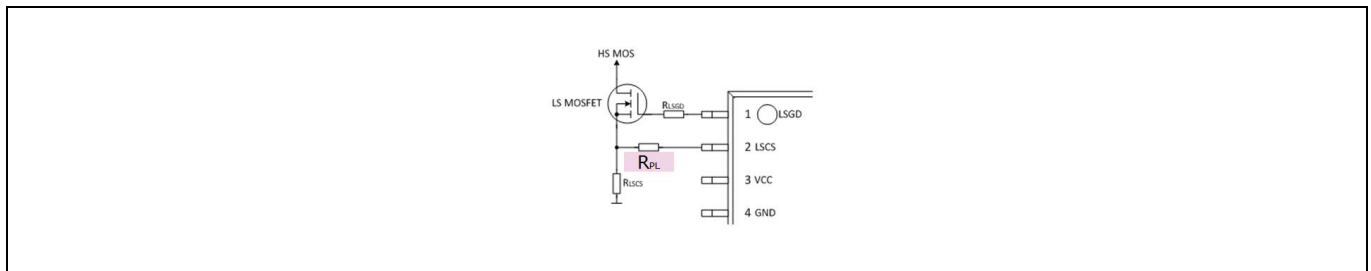 HS MOS
LS MOSFET
RLSGD
1 LSGD
2 LSCS
RPL
RLSCS
3 VCC
4 GND